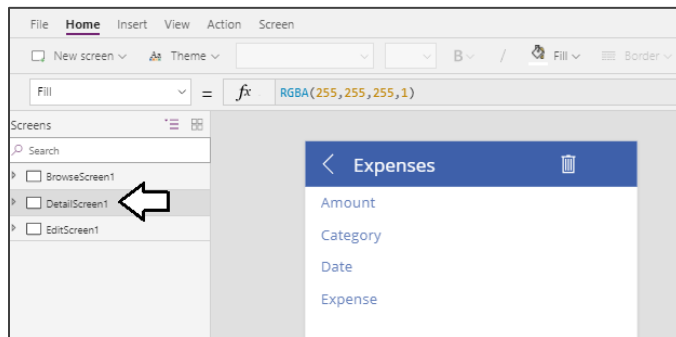 File Home Insert View Action Screen
New screen Aa Theme B / Fill Border
Fill = fx RGBA(255,255,255,1)
Screens
Search
BrowseScreen1
DetailScreen1
EditScreen1
Expenses
Amount
Category
Date
Expense